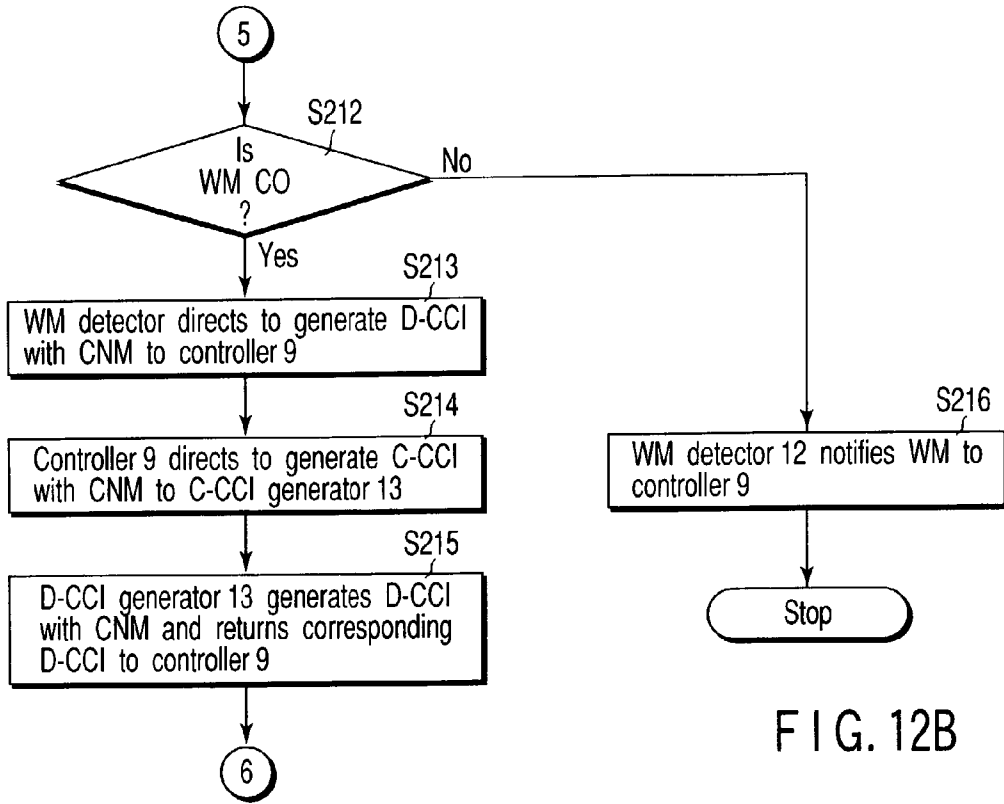 5
S212
Is
WM CO
?
No
Yes
S213
WM detector directs to generate D-CCI
with CNM to controller 9
S214
Controller 9 directs to generate C-CCI
with CNM to C-CCI generator 13
S215
D-CCI generator 13 generates D-CCI
with CNM and returns corresponding
D-CCI to controller 9
6
S216
WM detector 12 notifies WM to
controller 9
Stop
FIG. 12B